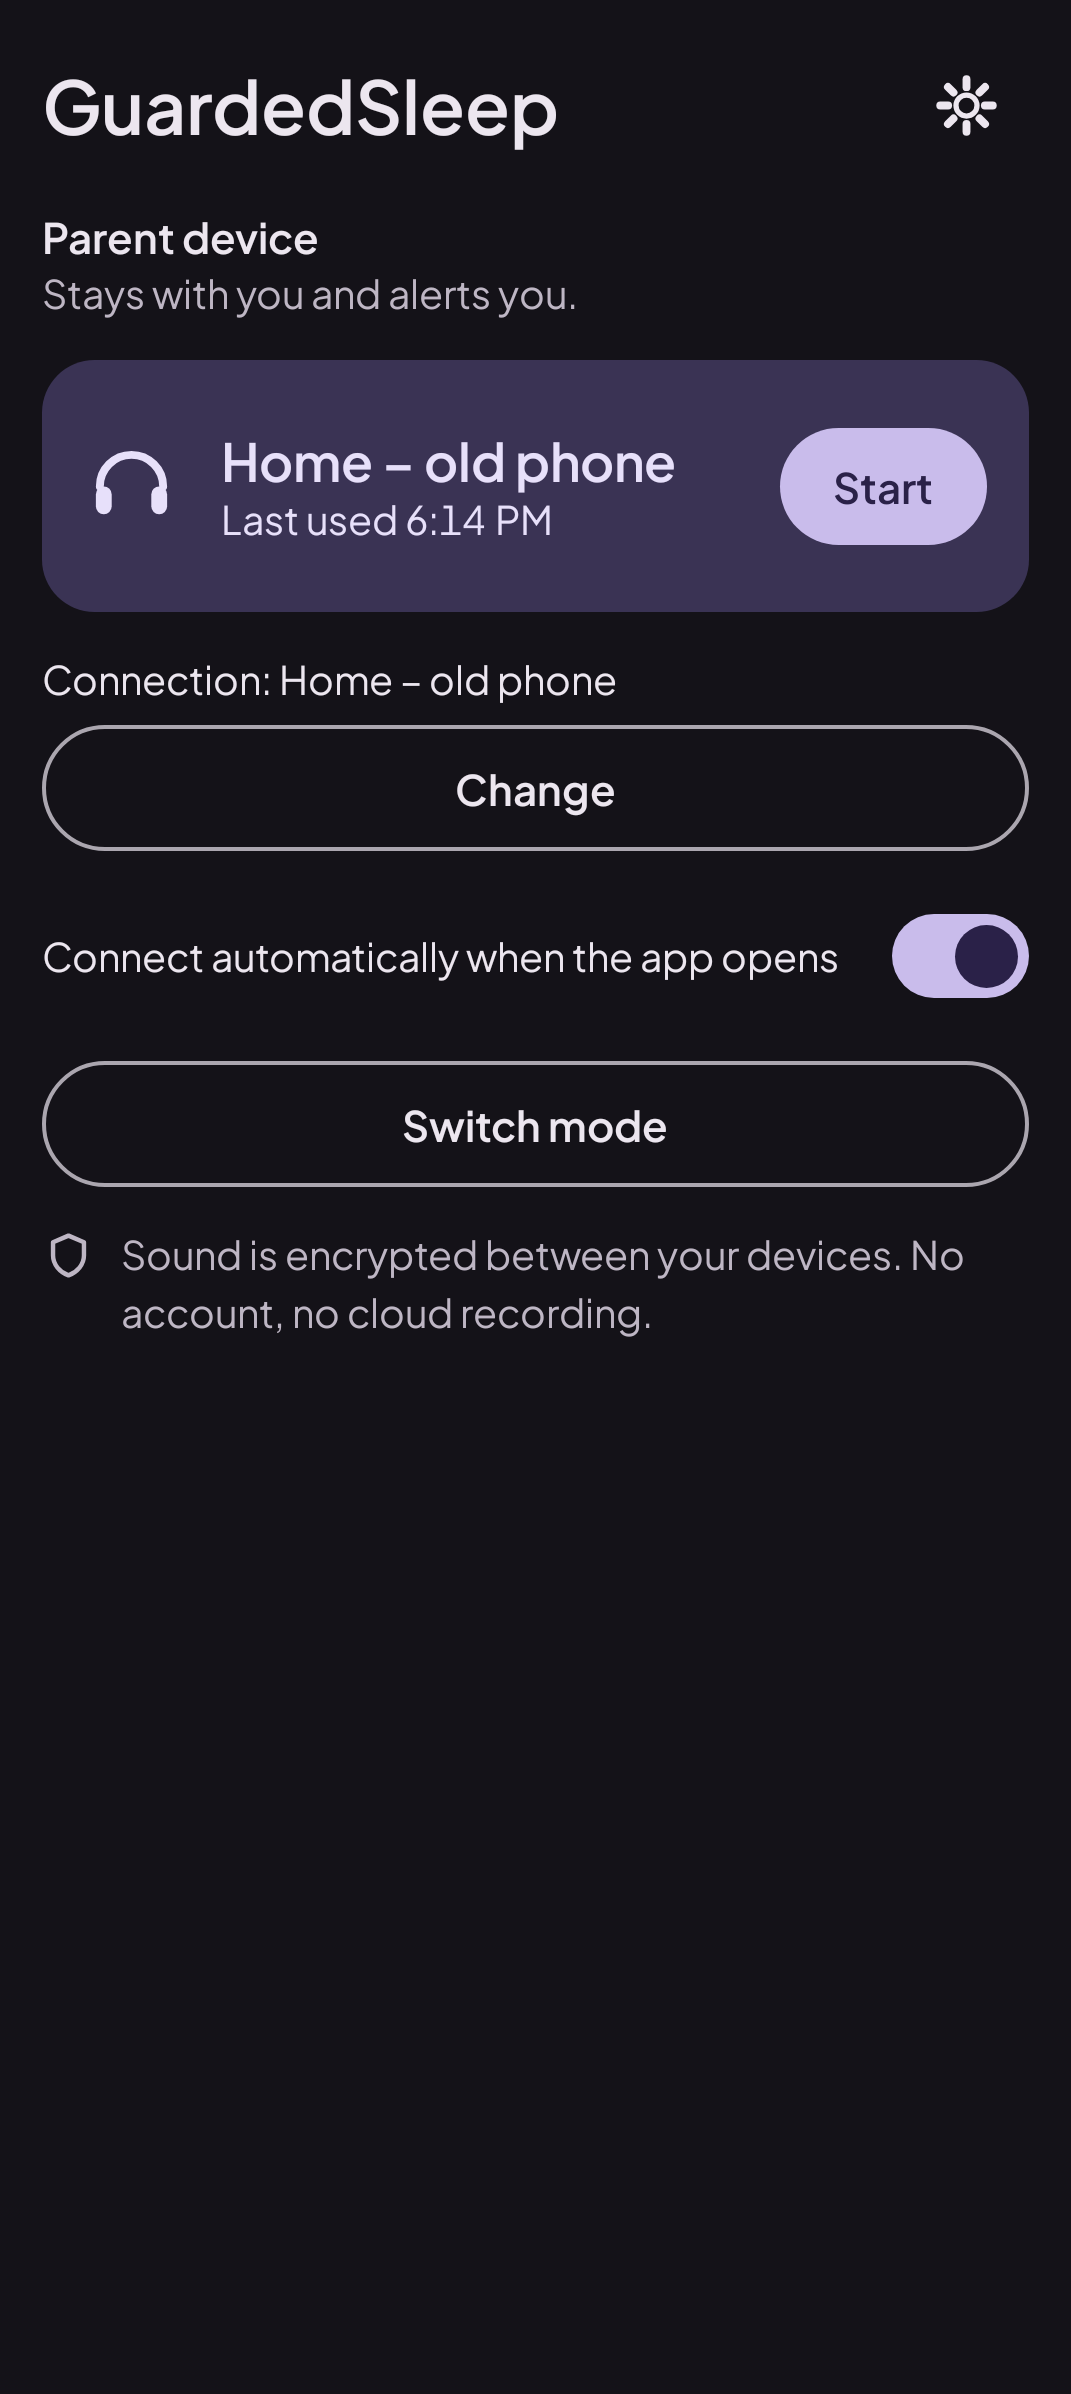 GuardedSleep
Parent device
Stays with you and alerts you.
Home – old phone
Last used 6:14 PM
Start
Connection: Home – old phone
Change
Connect automatically when the app opens
Switch mode
Sound is encrypted between your devices. No
account, no cloud recording.